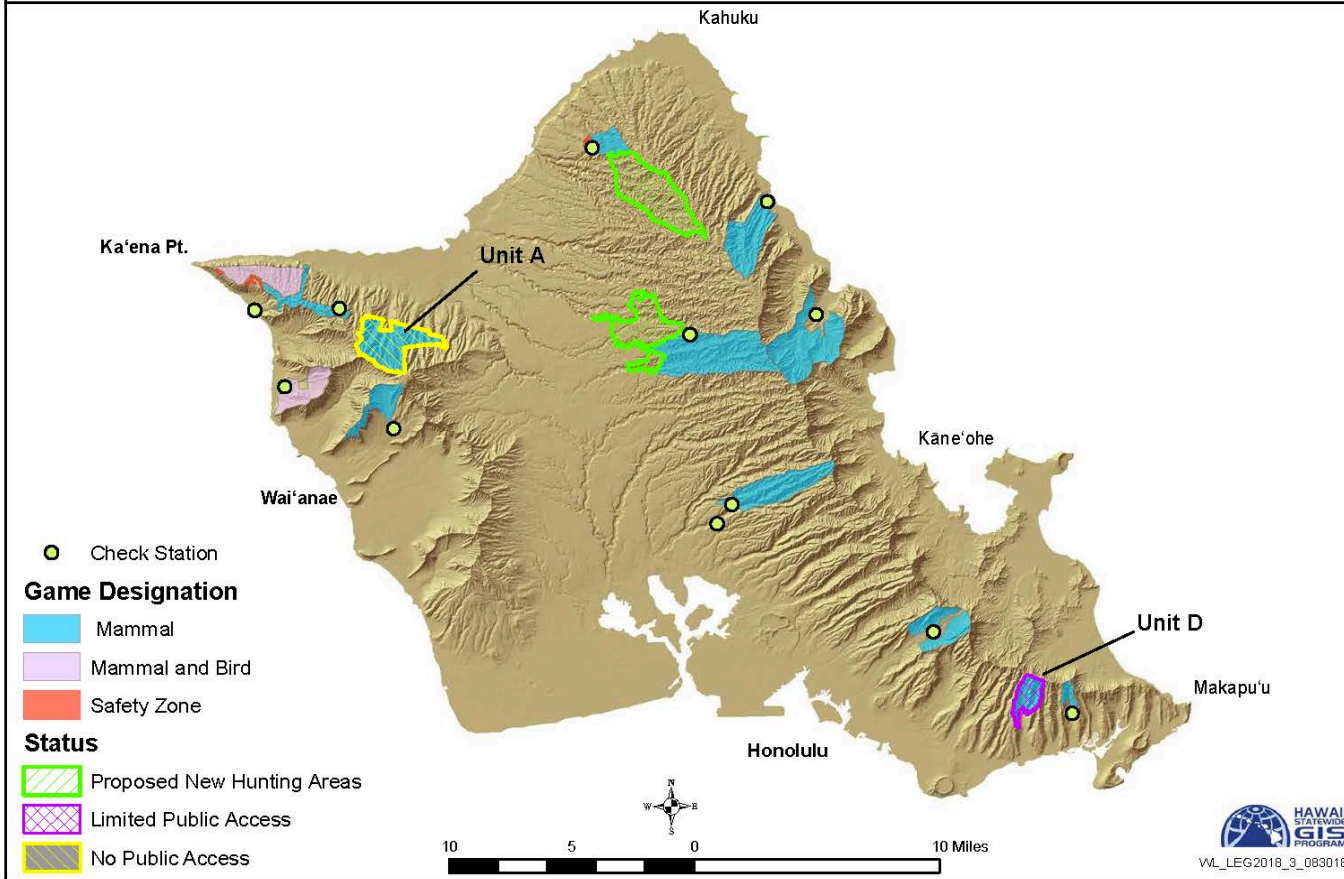 Kahuku
Ka'ena Pt.
Unit A
Kāne'ohe
Wai'anae
Unit D
Makapu'u
Honolulu
Check Station
Game Designation
Mammal
Mammal and Bird
Safety Zone
Status
Proposed New Hunting Areas
Limited Public Access
No Public Access
N
W E
S
10 5 0 10 Miles
HAWAII
STATEWIDE
GIS
PROGRAM
WL_LEG2018_3_083018